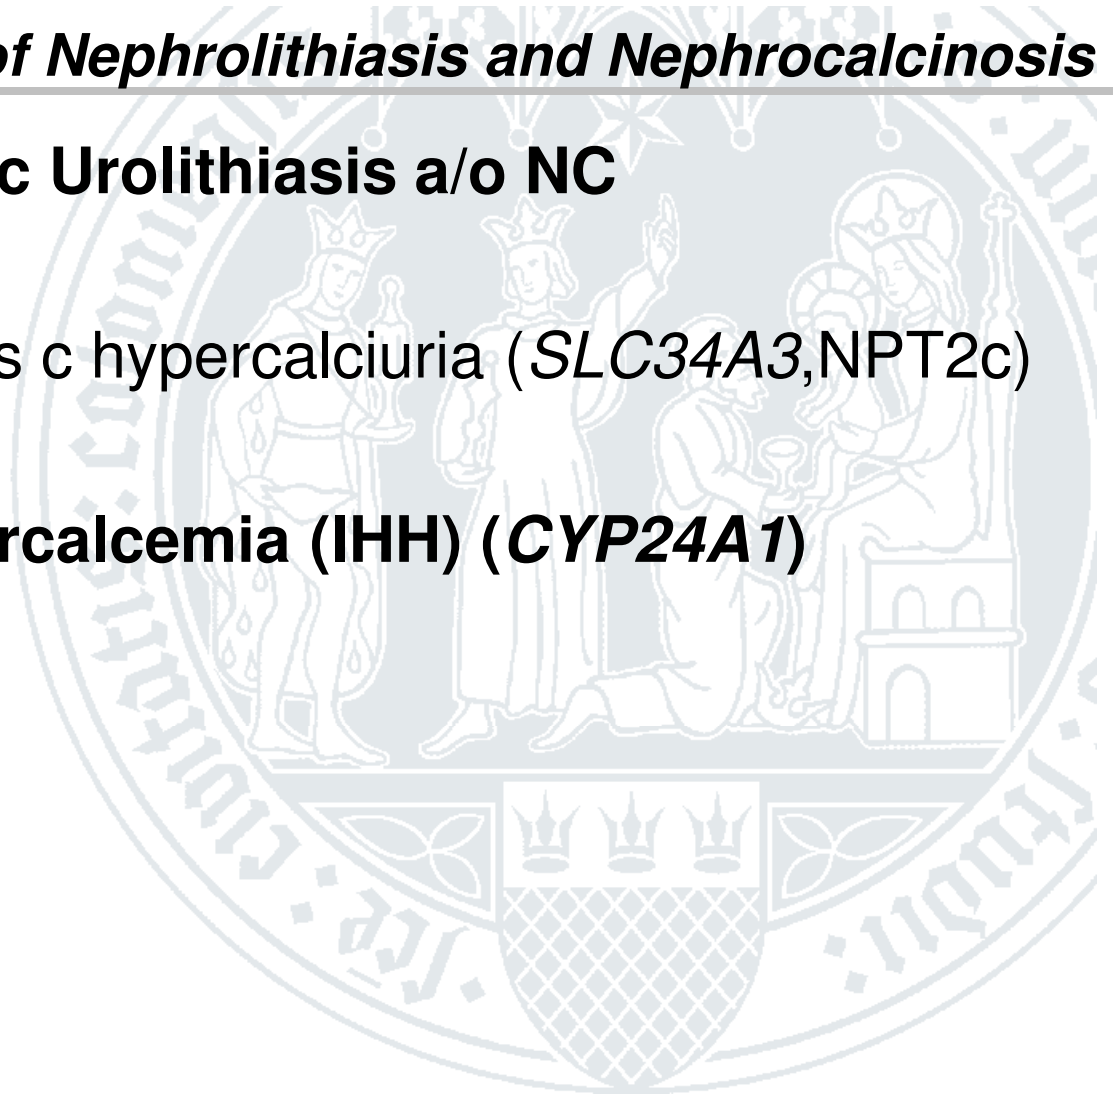 of Nephrolithiasis and Nephrocalcinosis
c Urolithiasis a/o NC
s c hypercalciuria (SLC34A3,NPT2c)
rcalcemia (IHH) (CYP24A1)